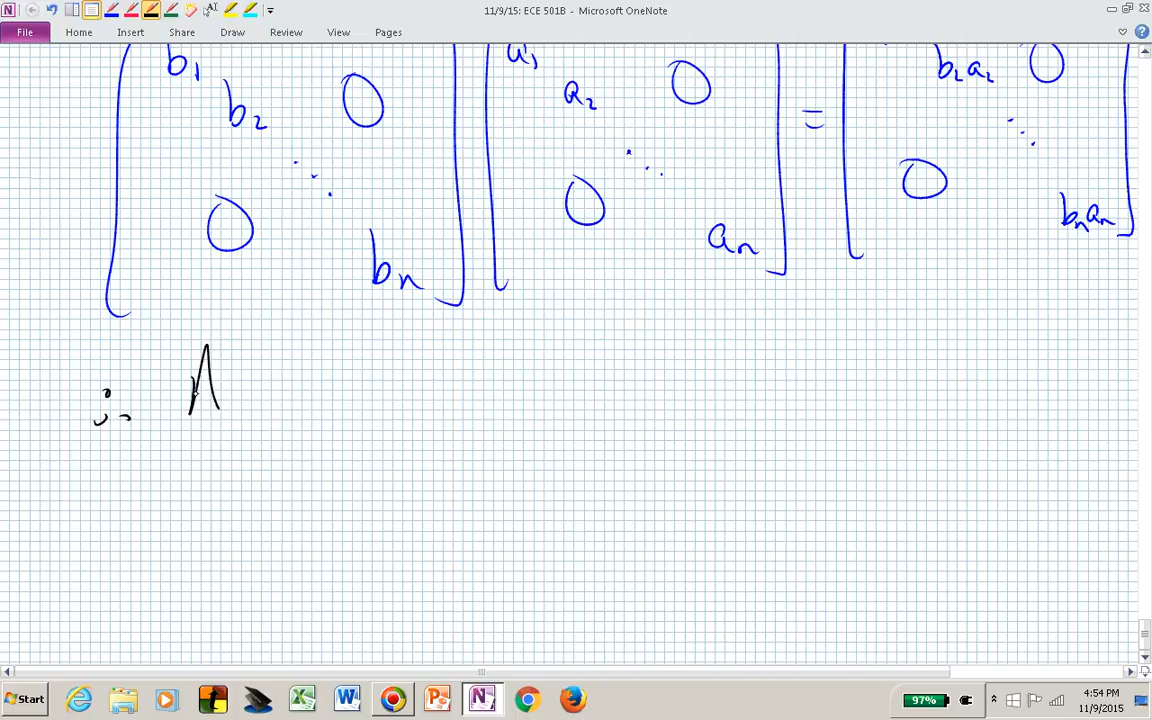 11/9/15: ECE 501B - Microsoft OneNote
File Home Insert Share Draw Review View Pages
b₁ a₁ b₂a₂ 0
b₂ 0 a₂ 0 =
0 0 0
bₙ aₙ bₙaₙ
∴
97% 4:54 PM
Start 11/9/2015